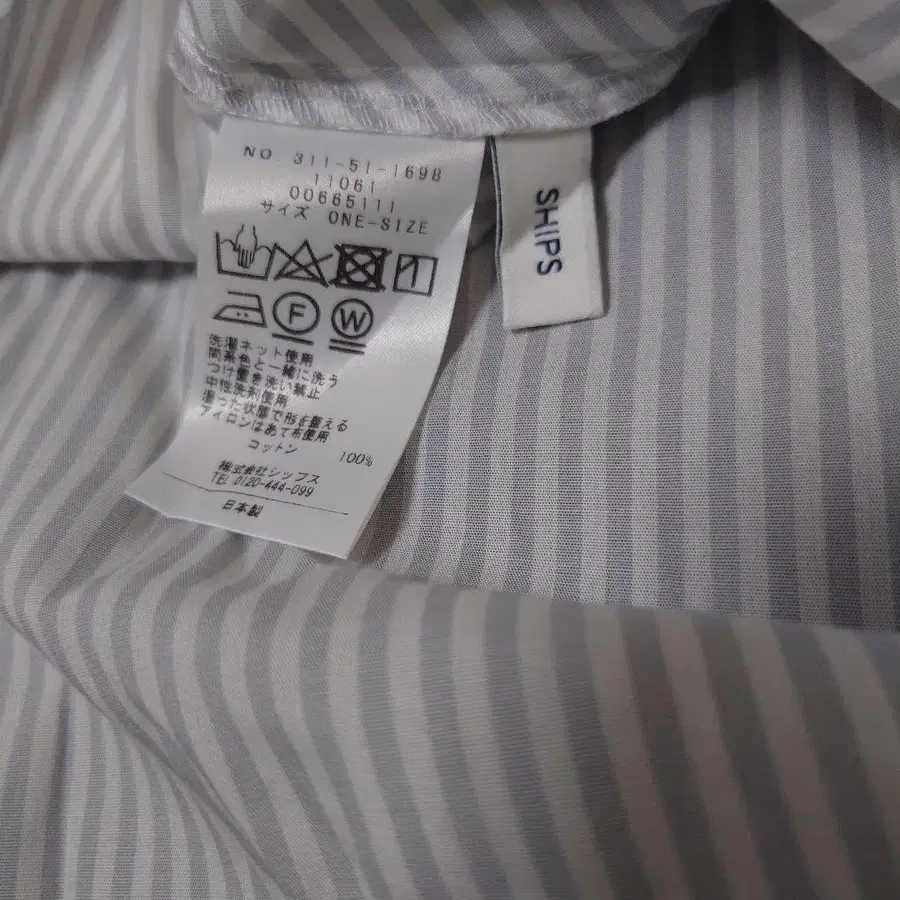 NO. 311-51-1698
11061
00665111
サイズ ONE-SIZE
F W
洗濯ネット使用
同系色と一緒に洗う
つけ置き洗い禁止
中性洗剤使用
湿った状態で形を整える
アイロンはあて布使用
コットン 100%
株式会社シップス
TEL 0120-444-099
日本製
SHIPS